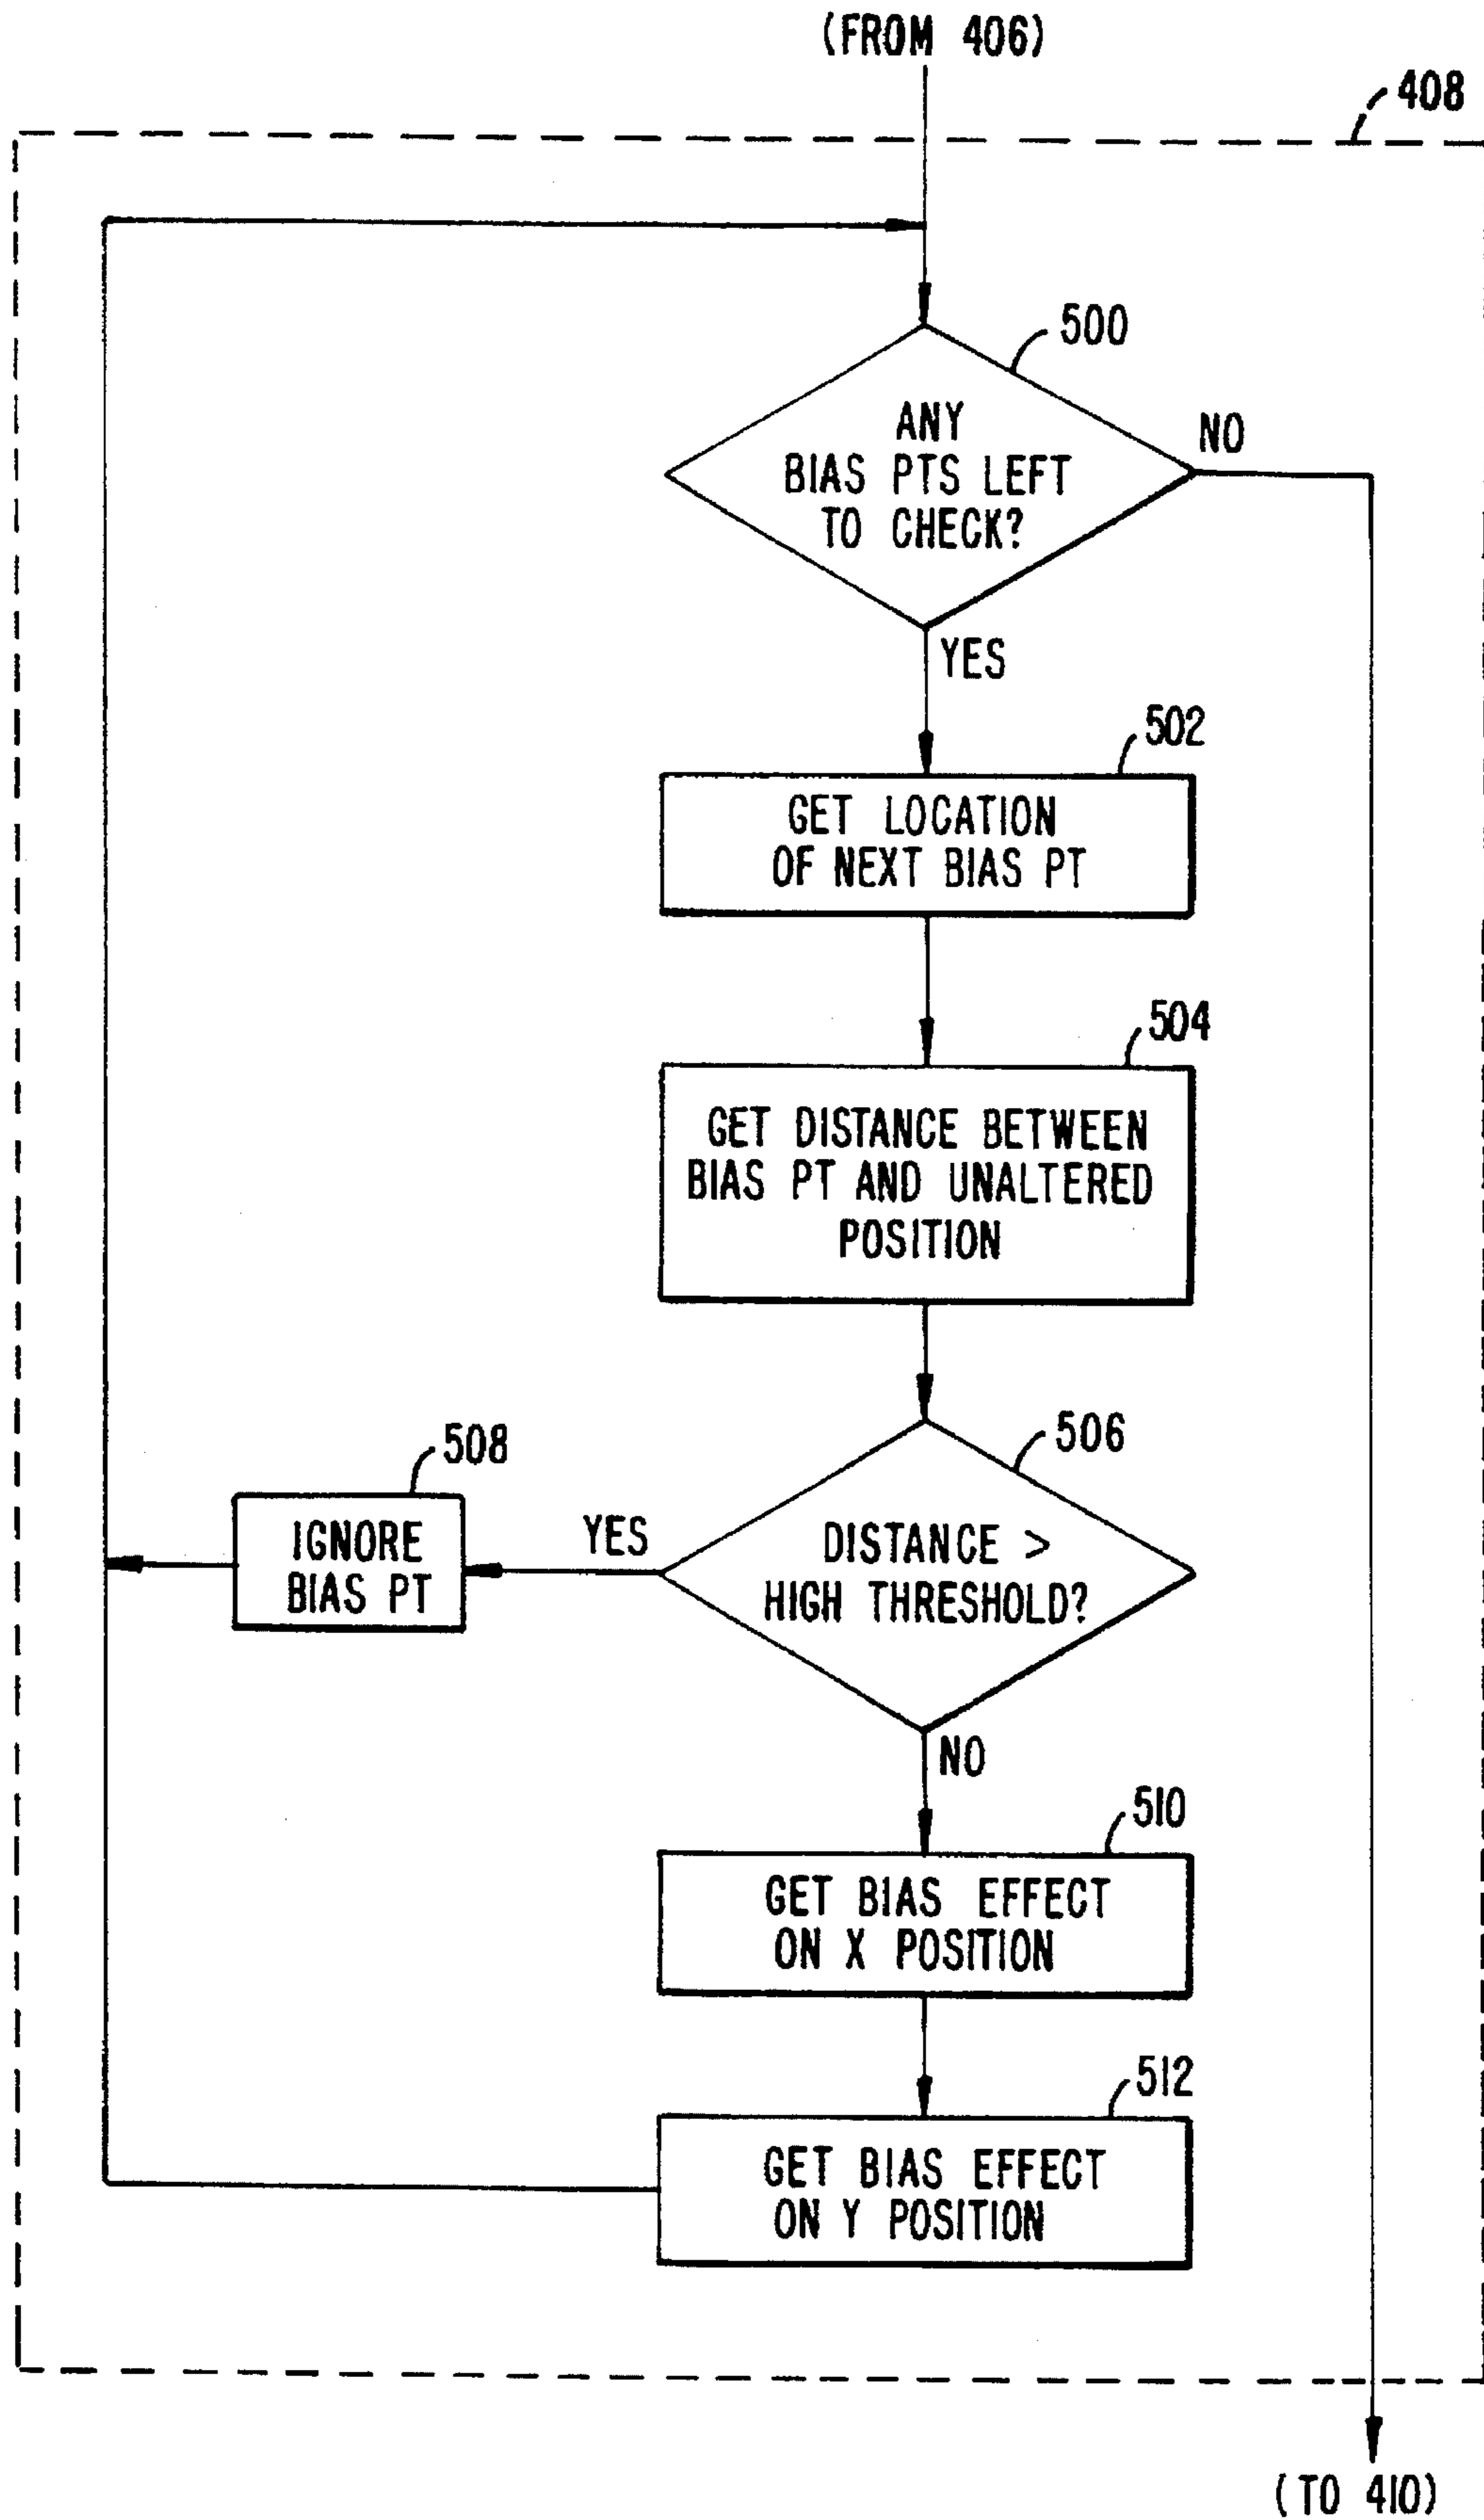 (FROM 406)
408
500
ANY
BIAS PTS LEFT
TO CHECK?
NO
YES
502
GET LOCATION
OF NEXT BIAS PT
504
GET DISTANCE BETWEEN
BIAS PT AND UNALTERED
POSITION
508
506
IGNORE
BIAS PT
YES
DISTANCE >
HIGH THRESHOLD?
NO
510
GET BIAS EFFECT
ON X POSITION
512
GET BIAS EFFECT
ON Y POSITION
(TO 410)